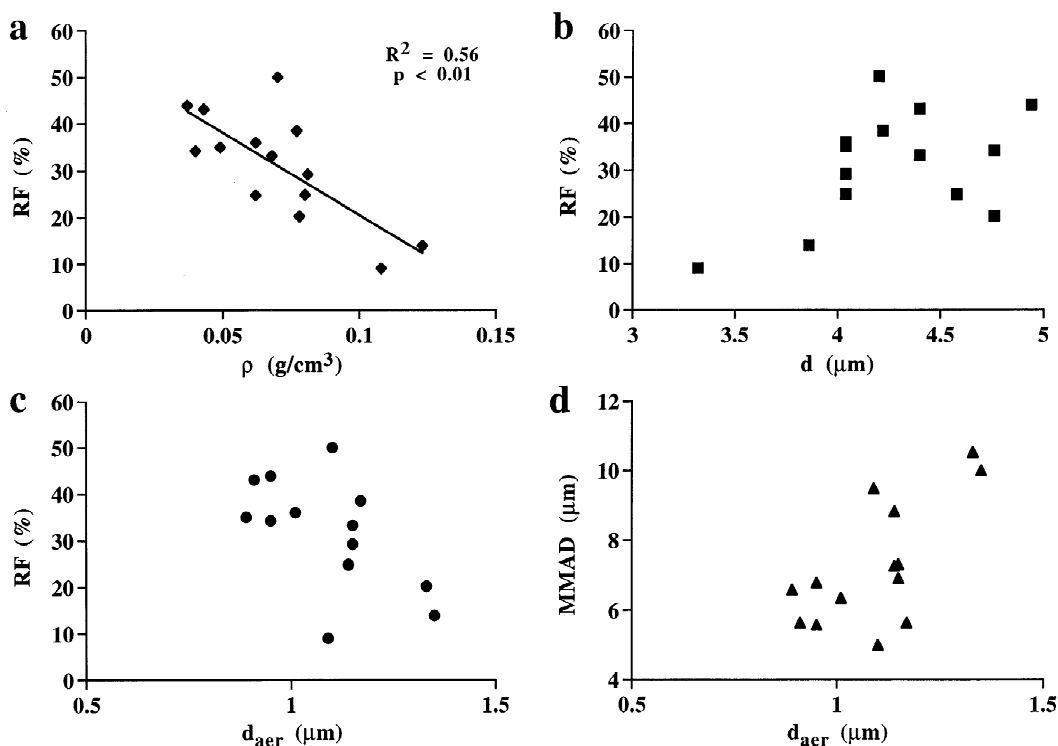 a
60
50
40
30
20
10
0
RF (%)
R² = 0.56
p < 0.01
0 0.05 0.1 0.15
ρ (g/cm³)
b
60
50
40
30
20
10
0
RF (%)
3 3.5 4 4.5 5
d (μm)
c
60
50
40
30
20
10
0
RF (%)
0.5 1 1.5
d_aer (μm)
d
12
10
8
6
4
MMAD (μm)
0.5 1 1.5
d_aer (μm)